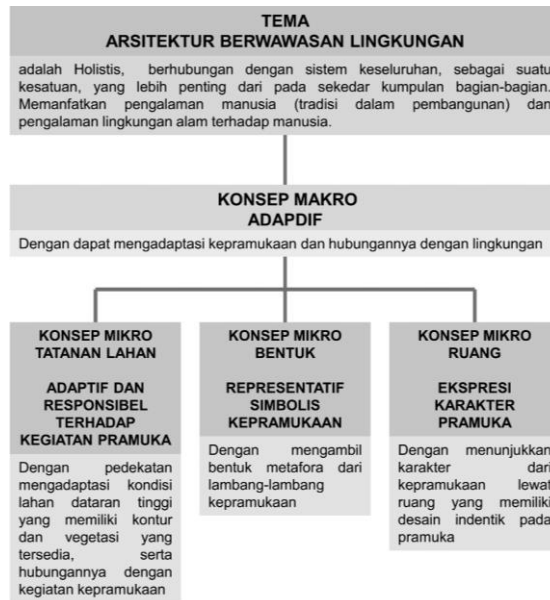 TEMA
ARSITEKTUR BERWAWASAN LINGKUNGAN
adalah Holistis, berhubungan dengan sistem keseluruhan, sebagai suatu
kesatuan, yang lebih penting dari pada sekedar kumpulan bagian-bagian.
Memanfatkan pengalaman manusia (tradisi dalam pembangunan) dan
pengalaman lingkungan alam terhadap manusia.
KONSEP MAKRO
ADAPDIF
Dengan dapat mengadaptasi kepramukaan dan hubungannya dengan lingkungan
KONSEP MIKRO
TATANAN LAHAN
ADAPTIF DAN
RESPONSIBEL
TERHADAP
KEGIATAN PRAMUKA
Dengan pedekatan
mengadaptasi kondisi
lahan dataran tinggi
yang memiliki kontur
dan vegetasi yang
tersedia, serta
hubungannya dengan
kegiatan kepramukaan
KONSEP MIKRO
BENTUK
REPRESENTATIF
SIMBOLIS
KEPRAMUKAAN
Dengan mengambil
bentuk metafora dari
lambang-lambang
kepramukaan
KONSEP MIKRO
RUANG
EKSPRESI
KARAKTER
PRAMUKA
Dengan menunjukkan
karakter dari
kepramukaan lewat
ruang yang memiliki
desain indentik pada
pramuka